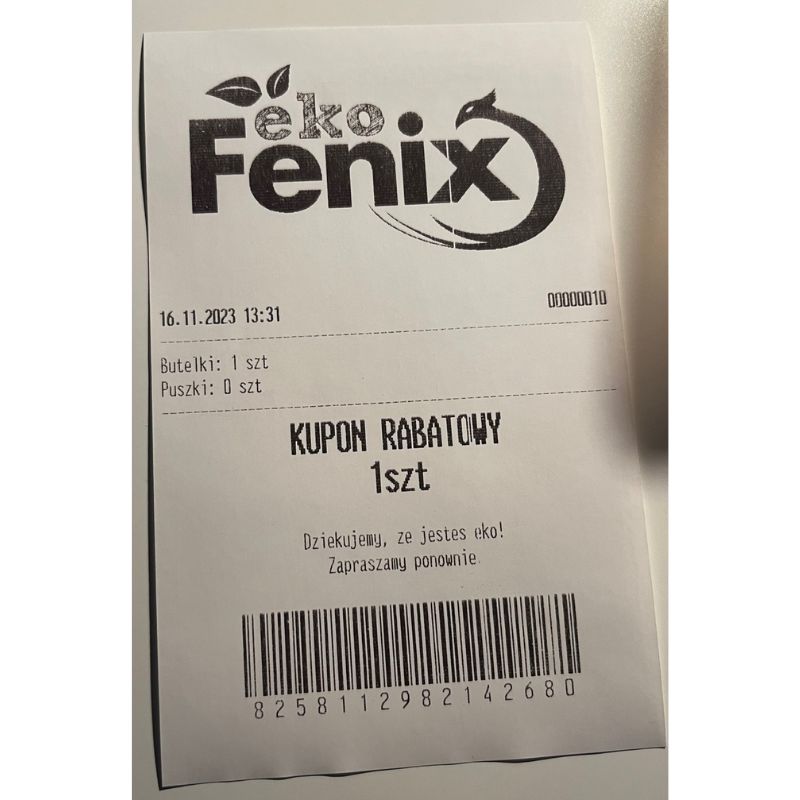 eko
Fenix
16.11.2023 13:31 00000010
Butelki: 1 szt
Puszki: 0 szt
KUPON RABATOWY
1szt
Dziekujemy, ze jestes eko!
Zapraszamy ponownie.
8258112982142680